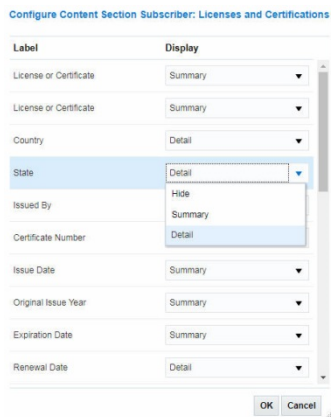 Configure Content Section Subscriber: Licenses and Certifications
Label Display
License or Certificate Summary
License or Certificate Summary
Country Detail
State Detail
Hide
Issued By
Summary
Certificate Number Detail
Issue Date Summary
Original Issue Year Summary
Expiration Date Summary
Renewal Date Detail
OK Cancel